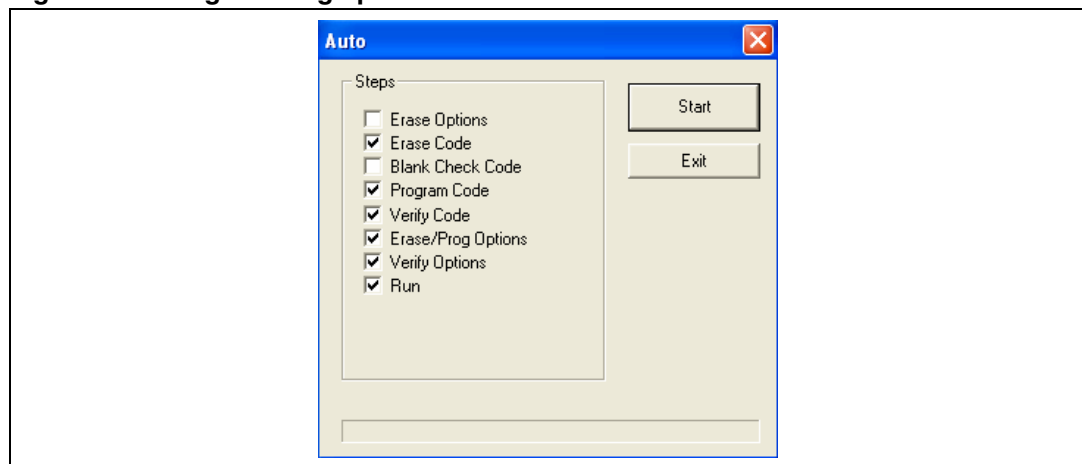 Auto
Steps
Erase Options
Erase Code
Blank Check Code
Program Code
Verify Code
Erase/Prog Options
Verify Options
Run
Start
Exit